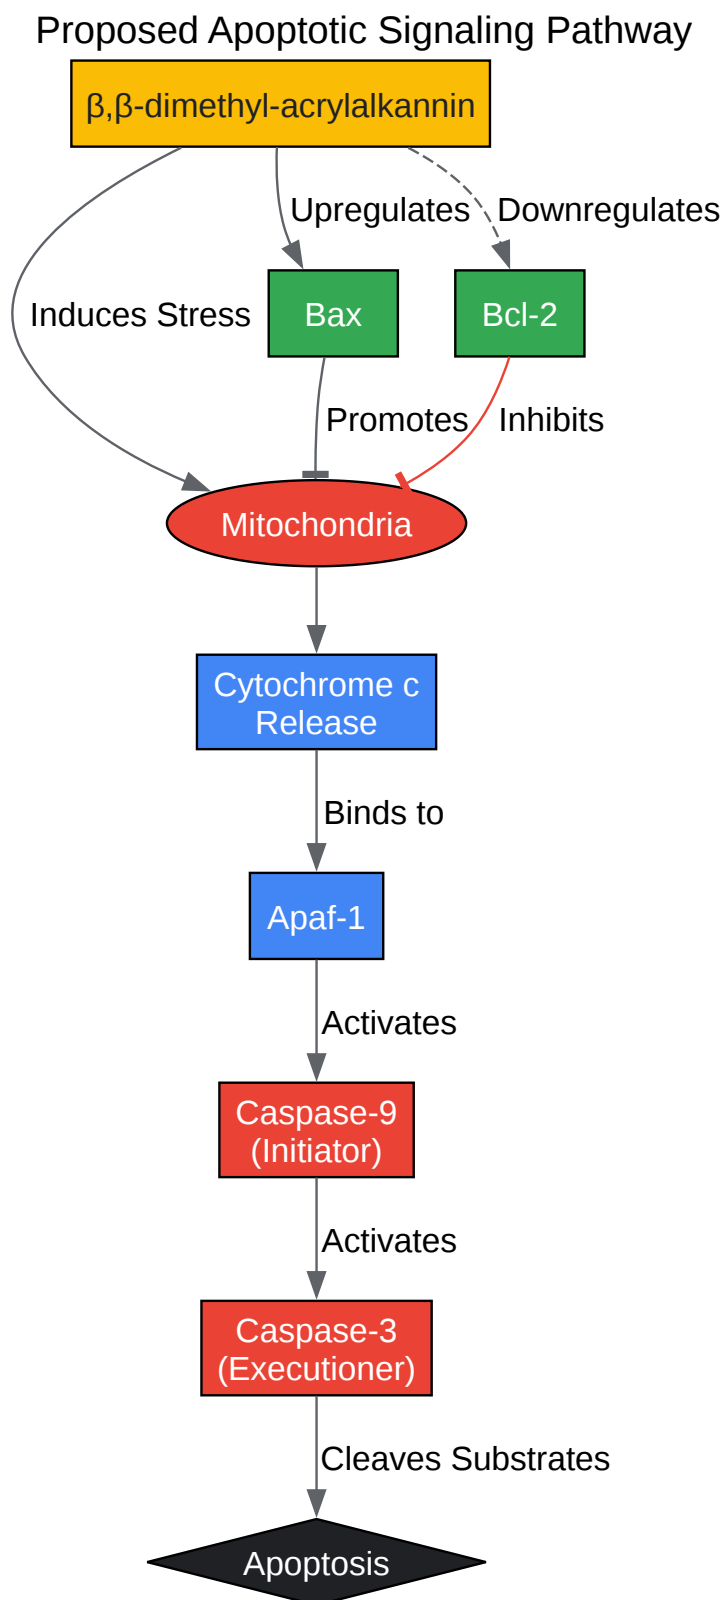 Proposed Apoptotic Signaling Pathway
β,β-dimethyl-acrylalkannin
Upregulates
Downregulates
Induces Stress
Bax
Bcl-2
Promotes
Inhibits
Mitochondria
Cytochrome c
Release
Binds to
Apaf-1
Activates
Caspase-9
(Initiator)
Activates
Caspase-3
(Executioner)
Cleaves Substrates
Apoptosis